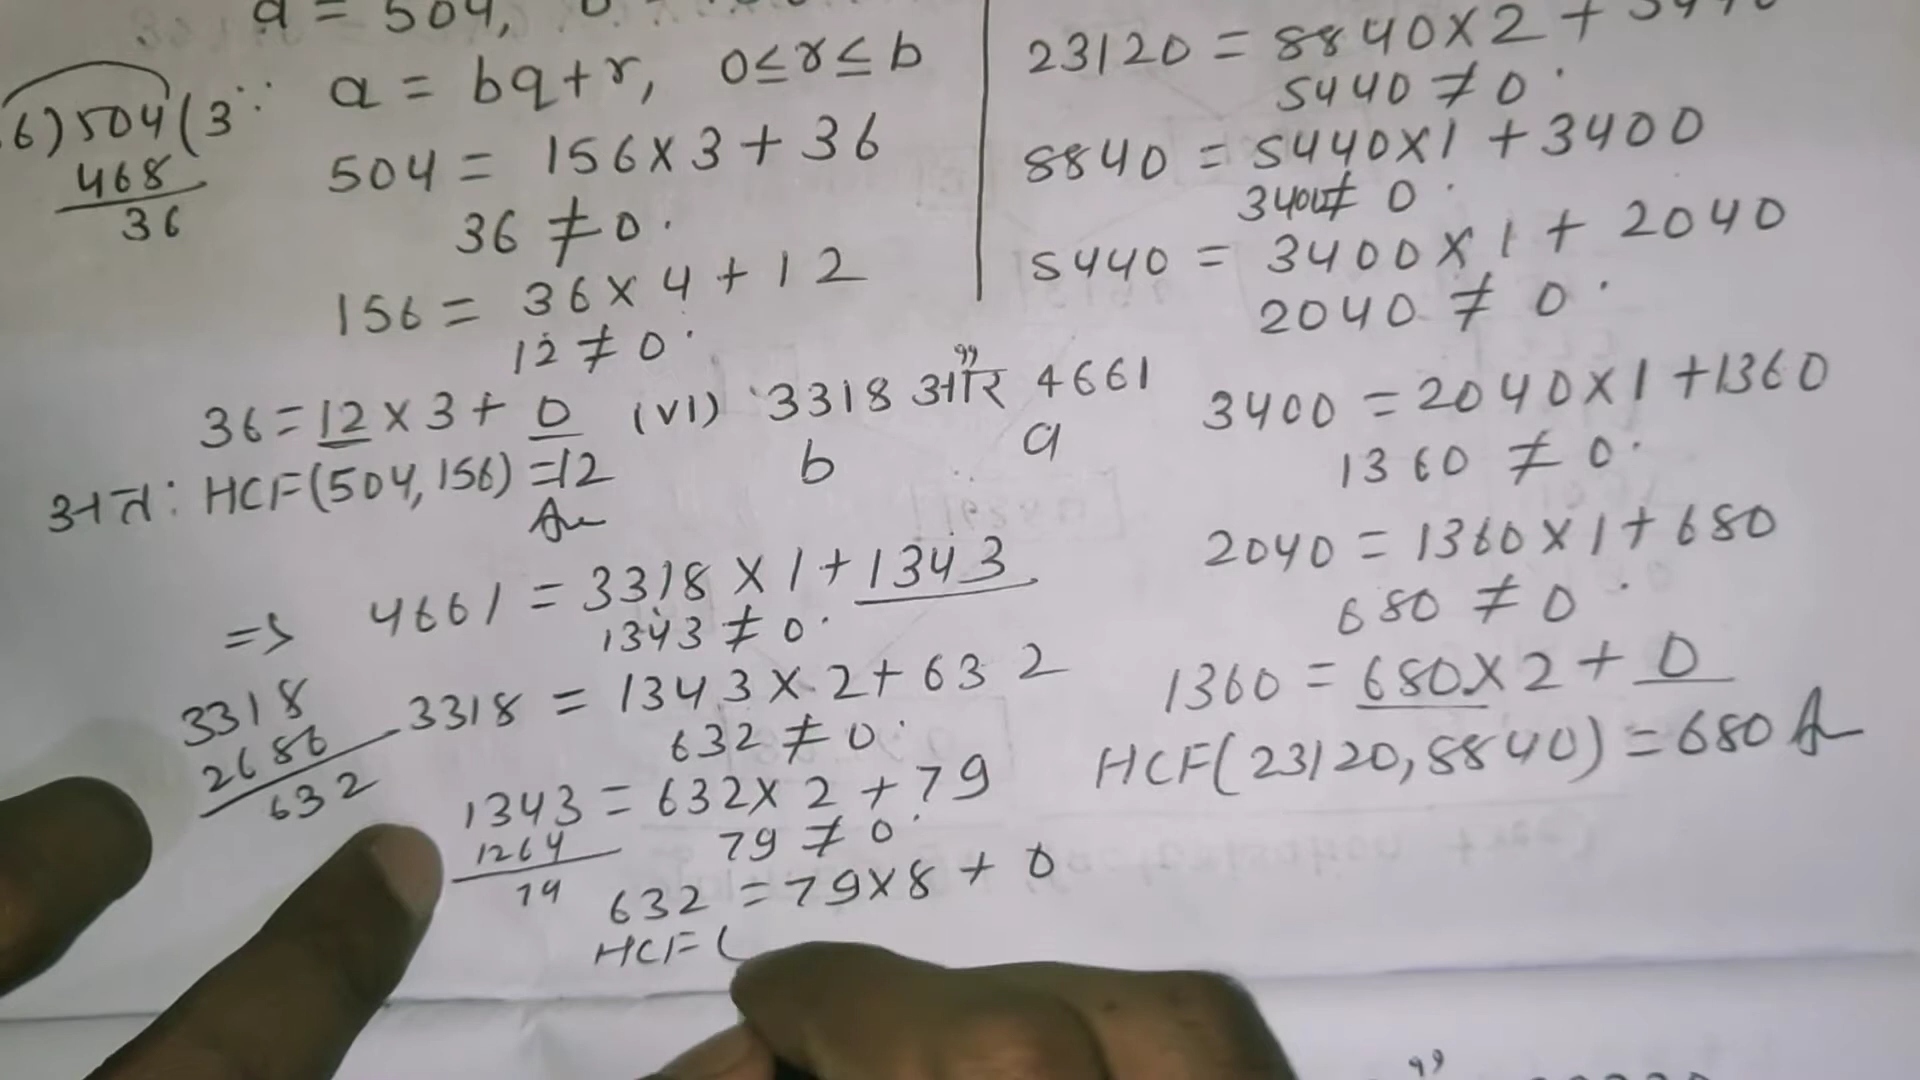 a = 504,
a = bq+r, 0≤r≤b
6)504(3
468
36
504 = 156×3+36
36 ≠ 0.
156 = 36×4+12
12 ≠ 0.
36 = 12×3+0
अत: HCF(504,156) = 12
Ans
(VI) 3318 और 4661
b a
=> 4661 = 3318×1+1343
1343 ≠ 0.
3318
2686
632
3318 = 1343×2+632
632 ≠ 0.
1343 = 632×2+79
1264
79
79 ≠ 0.
632 = 79×8+0
HCF (
23120 = 8840×2+
5440 ≠ 0.
8840 = 5440×1+3400
3400 ≠ 0.
5440 = 3400×1+2040
2040 ≠ 0.
3400 = 2040×1+1360
1360 ≠ 0.
2040 = 1360×1+680
680 ≠ 0.
1360 = 680×2+0
HCF(23120,8840) = 680 A